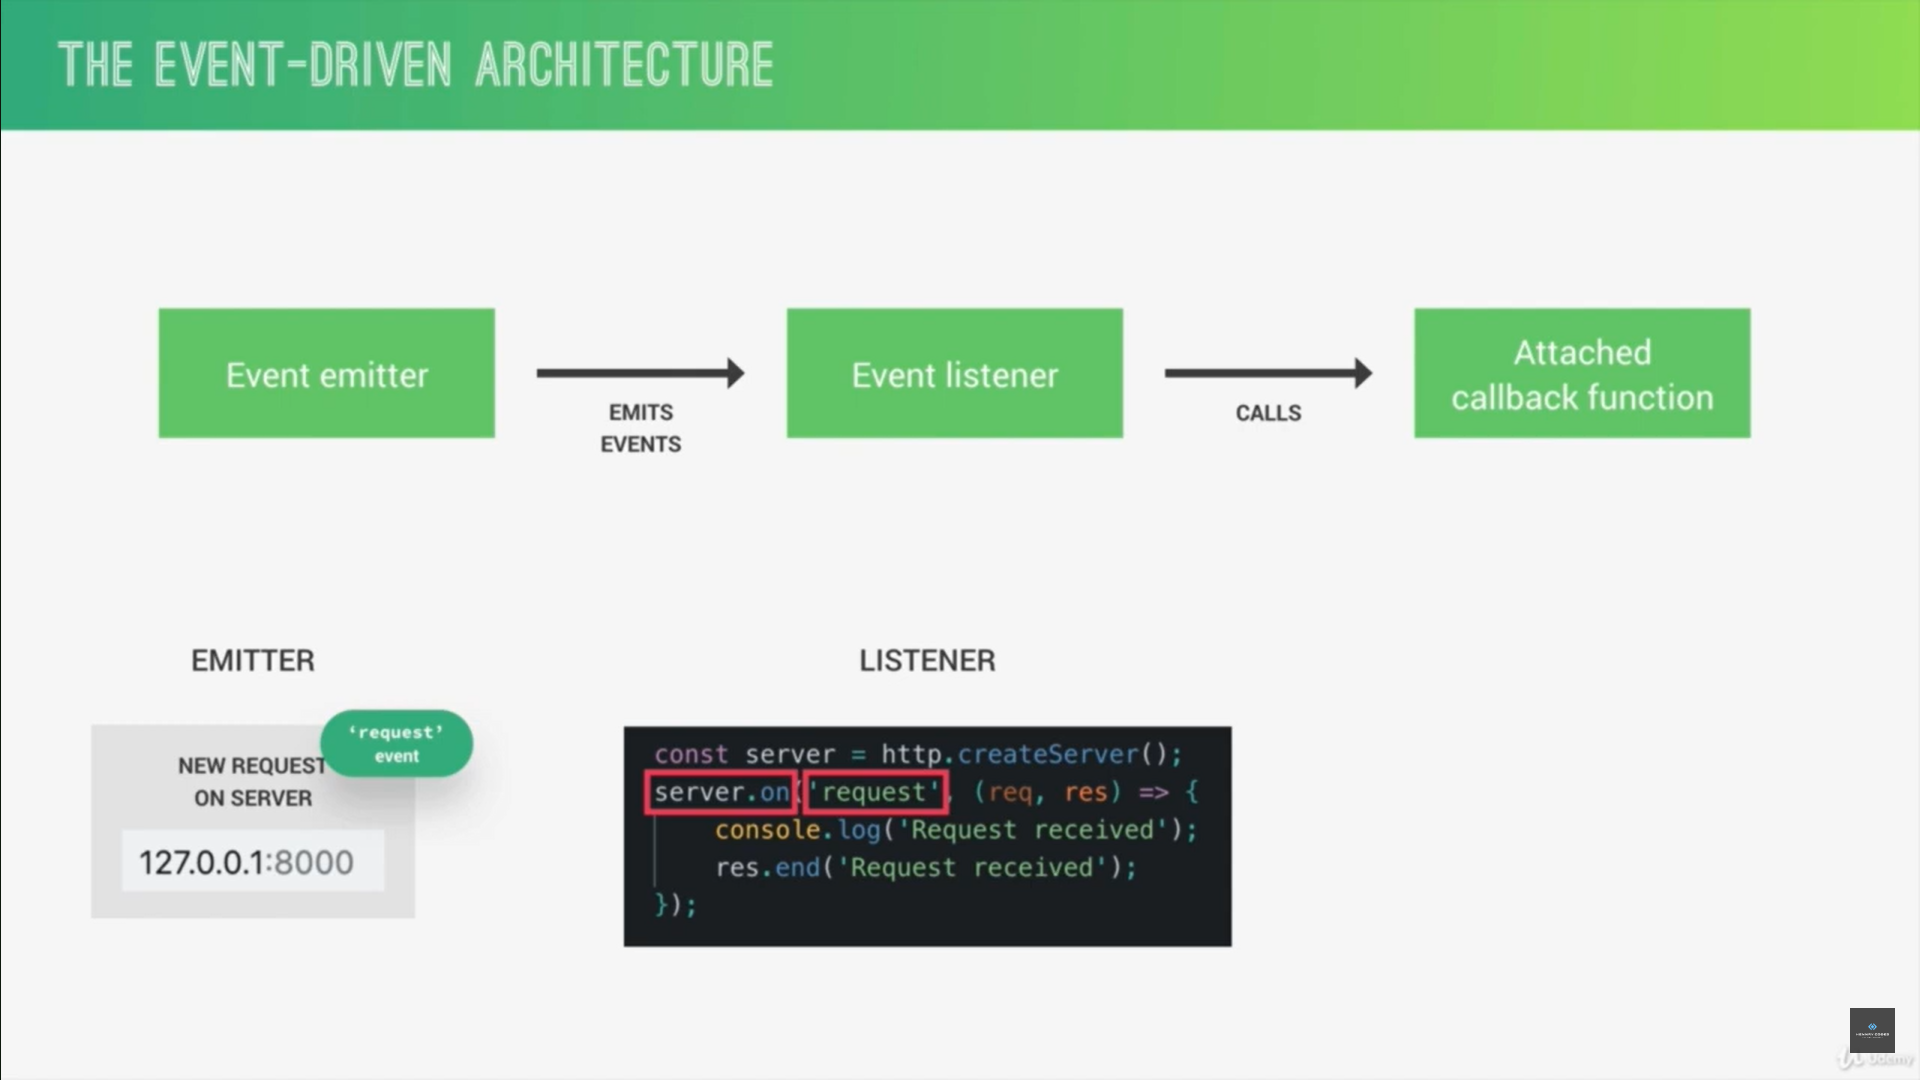 THE EVENT-DRIVEN ARCHITECTURE
Event emitter
EMITS
EVENTS
Event listener
CALLS
Attached
callback function
EMITTER
‘request’
event
NEW REQUEST
ON SERVER
127.0.0.1:8000
LISTENER
const server = http.createServer();
server.on('request', (req, res) => {
console.log('Request received');
res.end('Request received');
});
Udemy